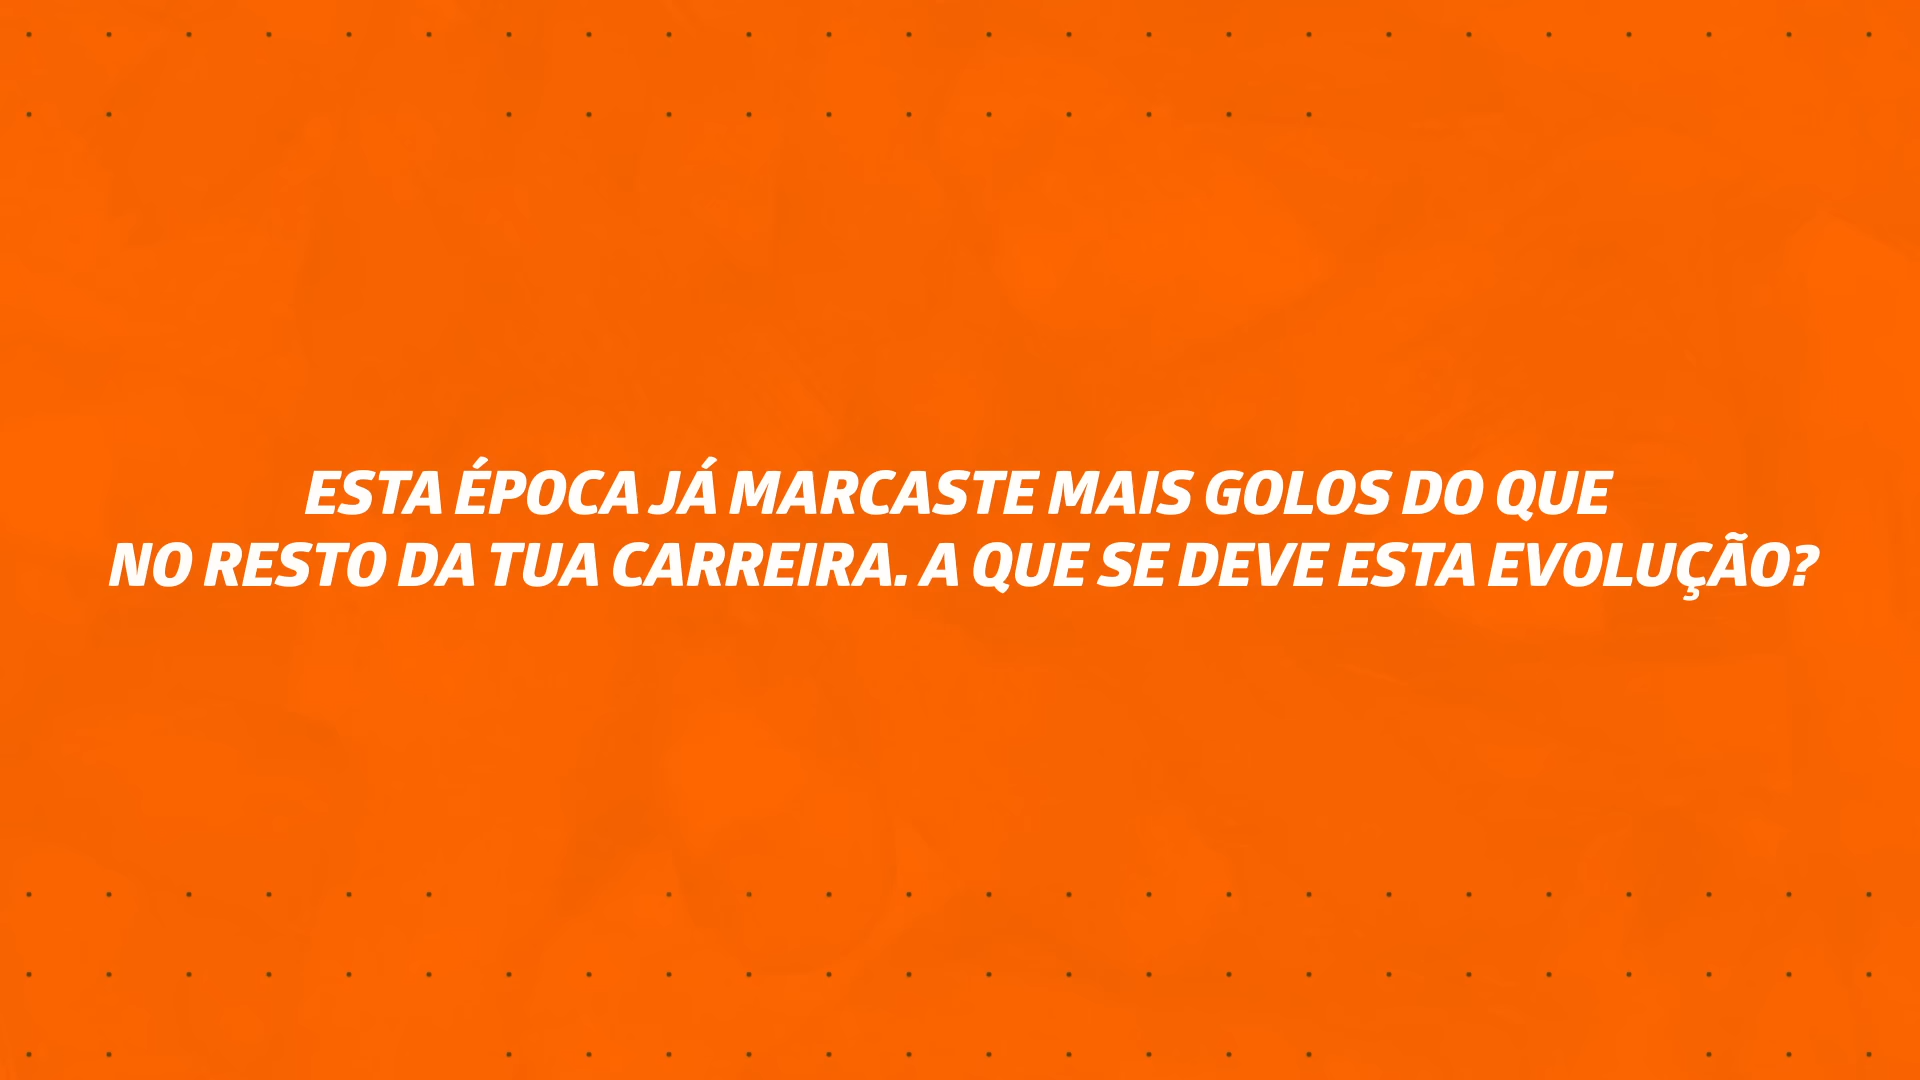 ESTA ÉPOCA JÁ MARCASTE MAIS GOLOS DO QUE
NO RESTO DA TUA CARREIRA. A QUE SE DEVE ESTA EVOLUÇÃO?